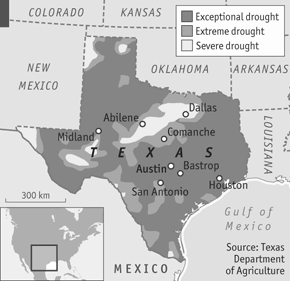 COLORADO
KANSAS
Exceptional drought
Extreme drought
Severe drought
NEW
MEXICO
OKLAHOMA
ARKANSAS
Dallas
Abilene
Midland
Comanche
TEXAS
LOUISIANA
Austin
Bastrop
San Antonio
Houston
300 km
Gulf of
Mexico
Source: Texas
Department of
Agriculture
MEXICO